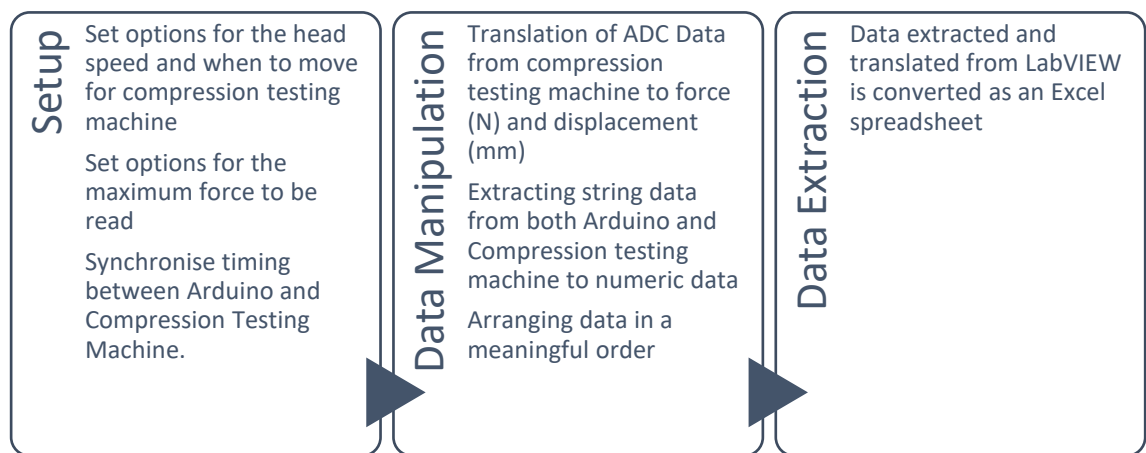 Setup
Set options for the head
speed and when to move
for compression testing
machine
Set options for the
maximum force to be
read
Synchronise timing
between Arduino and
Compression Testing
Machine.
Data Manipulation
Translation of ADC Data
from compression
testing machine to force
(N) and displacement
(mm)
Extracting string data
from both Arduino and
Compression testing
machine to numeric data
Arranging data in a
meaningful order
Data Extraction
Data extracted and
translated from LabVIEW
is converted as an Excel
spreadsheet